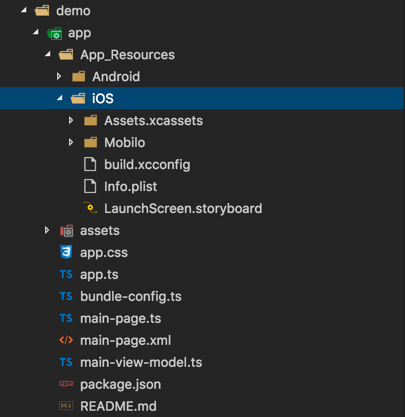 demo
app
App_Resources
Android
iOS
Assets.xcassets
Mobilo
build.xcconfig
Info.plist
LaunchScreen.storyboard
assets
app.css
TS app.ts
TS bundle-config.ts
TS main-page.ts
main-page.xml
TS main-view-model.ts
package.json
README.md